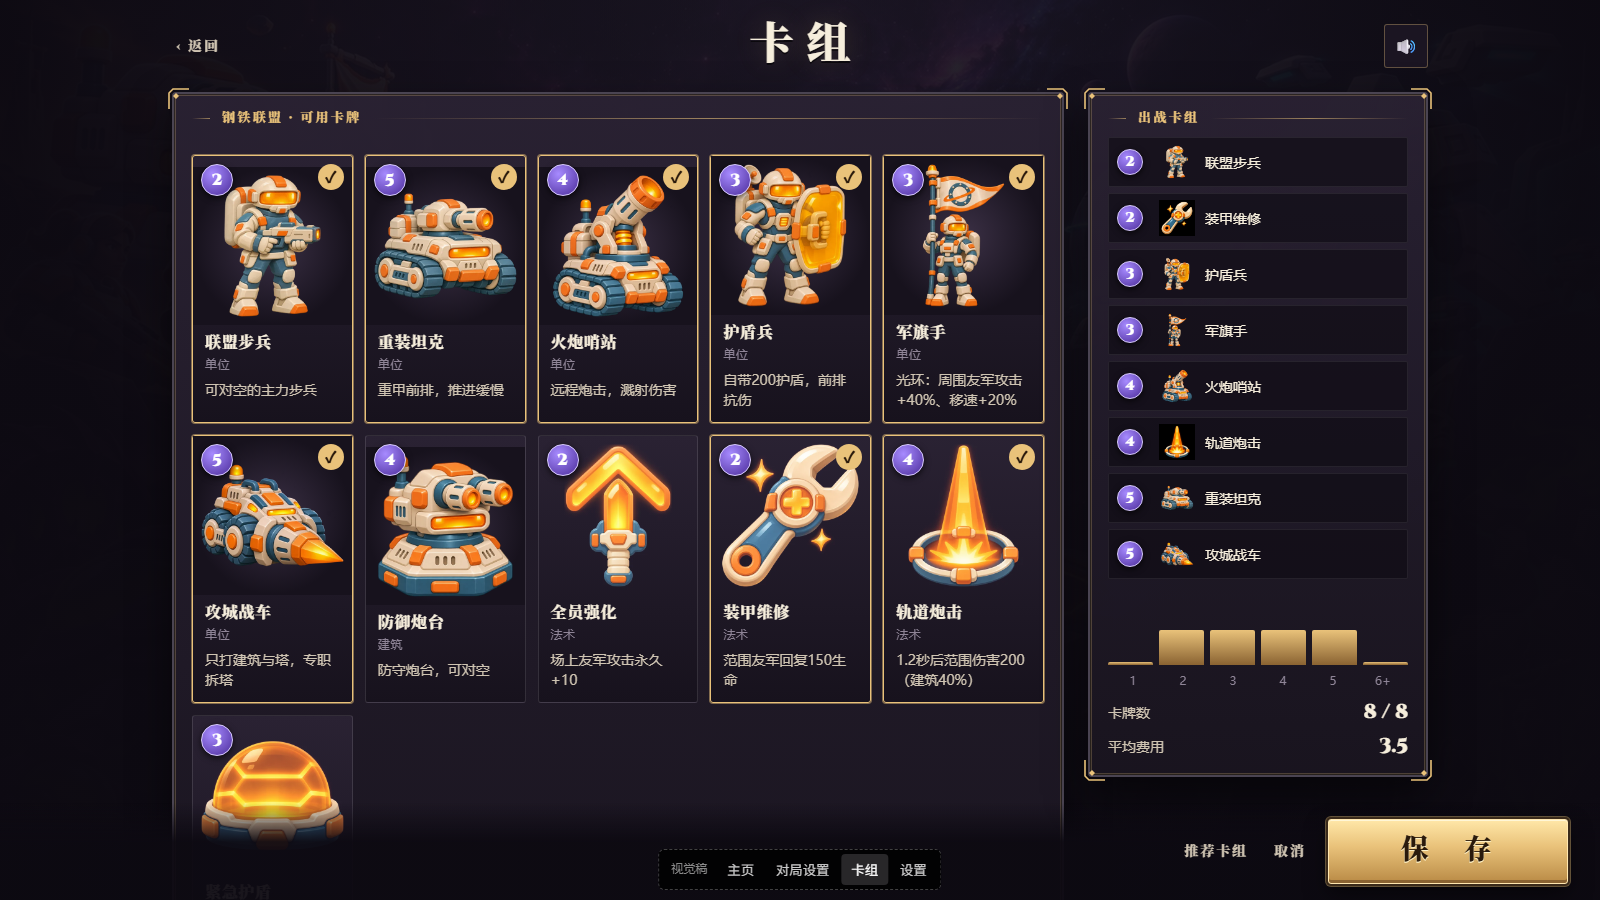 ‹ 返回
卡组
钢铁联盟 · 可用卡牌
2
联盟步兵
单位
可对空的主力步兵
5
重装坦克
单位
重甲前排，推进缓慢
4
火炮哨站
单位
远程炮击，溅射伤害
3
护盾兵
单位
自带200护盾，前排
抗伤
3
军旗手
单位
光环：周围友军攻击
+40%、移速+20%
5
攻城战车
单位
只打建筑与塔，专职
拆塔
4
防御炮台
建筑
防守炮台，可对空
2
全员强化
法术
场上友军攻击永久
+10
2
装甲维修
法术
范围友军回复150生
命
4
轨道炮击
法术
1.2秒后范围伤害200
（建筑40%）
3
紧急护盾
出战卡组
2 联盟步兵
2 装甲维修
3 护盾兵
3 军旗手
4 火炮哨站
4 轨道炮击
5 重装坦克
5 攻城战车
1 2 3 4 5 6+
卡牌数 8 / 8
平均费用 3.5
推荐卡组 取消 保存
视觉稿 主页 对局设置 卡组 设置